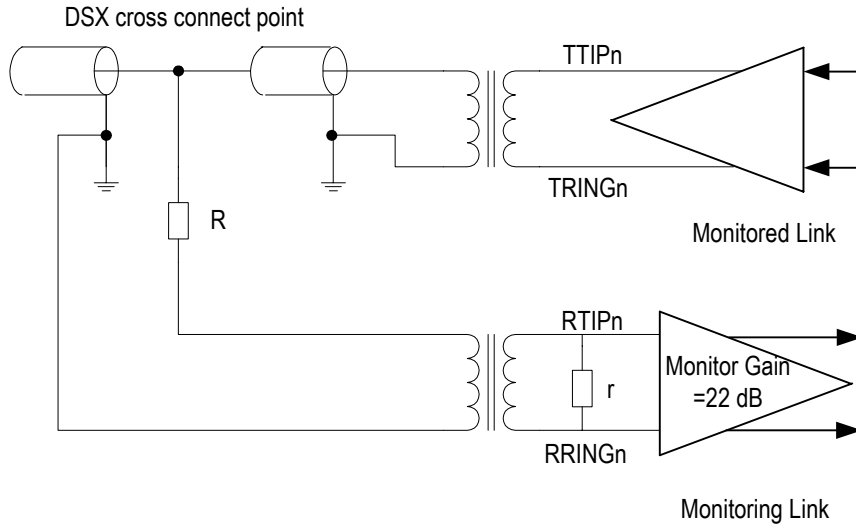 DSX cross connect point
TTIPn
TRINGn
Monitored Link
R
RTIPn
Monitor Gain
=22 dB
r
RRINGn
Monitoring Link